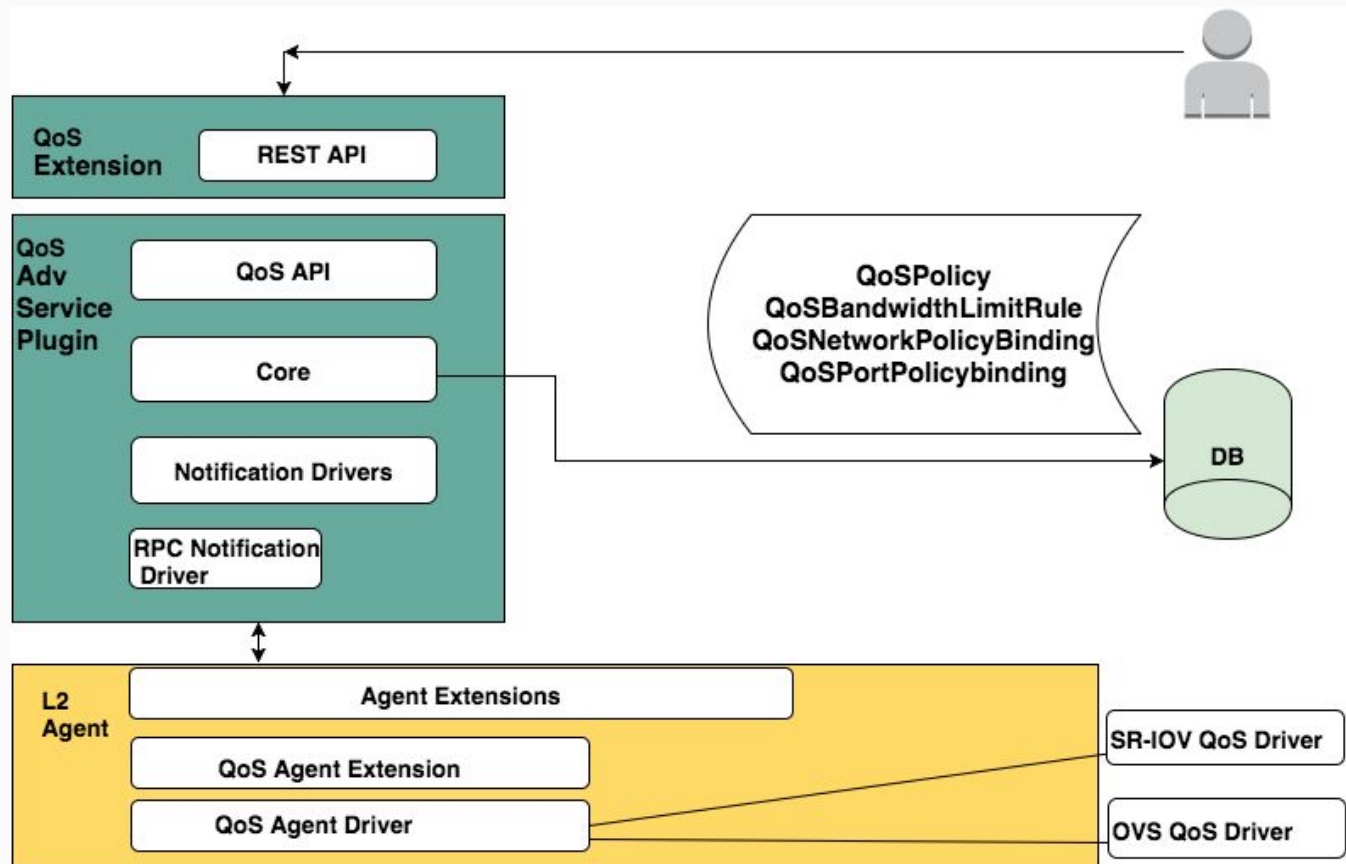 QoS
Extension
REST API
QoS
Adv
Service
Plugin
QoS API
Core
Notification Drivers
RPC Notification
Driver
QoSPolicy
QoSBandwidthLimitRule
QoSNetworkPolicyBinding
QoSPortPolicybinding
DB
L2
Agent
Agent Extensions
QoS Agent Extension
QoS Agent Driver
SR-IOV QoS Driver
OVS QoS Driver